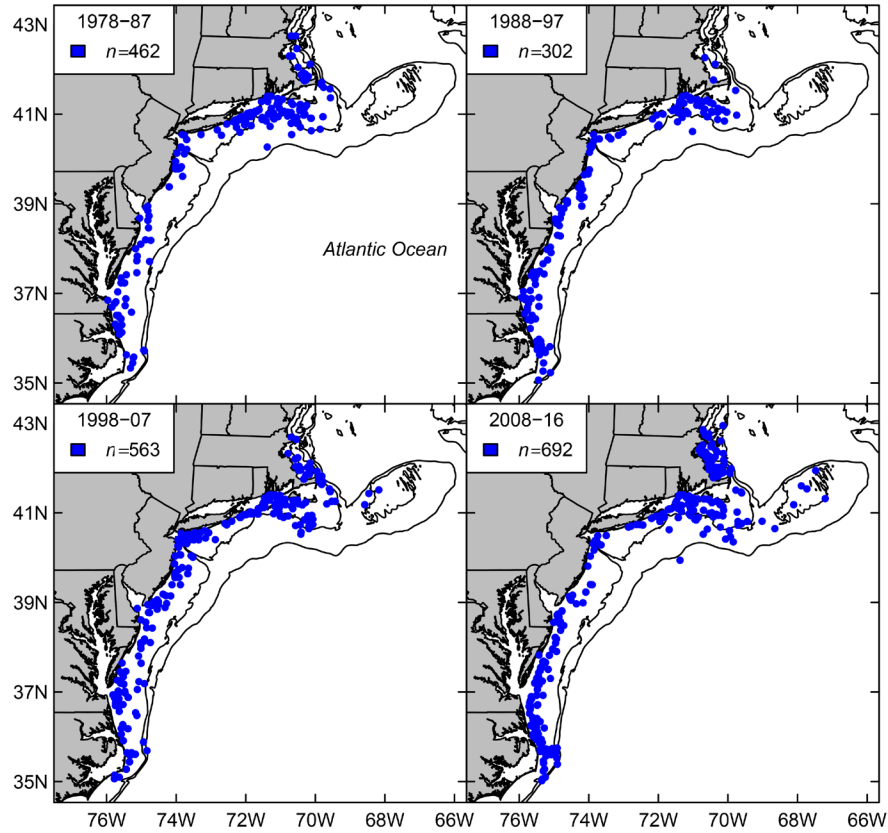 1978-87
n=462
1988-97
n=302
43N
41N
39N
37N
35N
Atlantic Ocean
1998-07
n=563
2008-16
n=692
43N
41N
39N
37N
35N
76W 74W 72W 70W 68W 66W
76W 74W 72W 70W 68W 66W